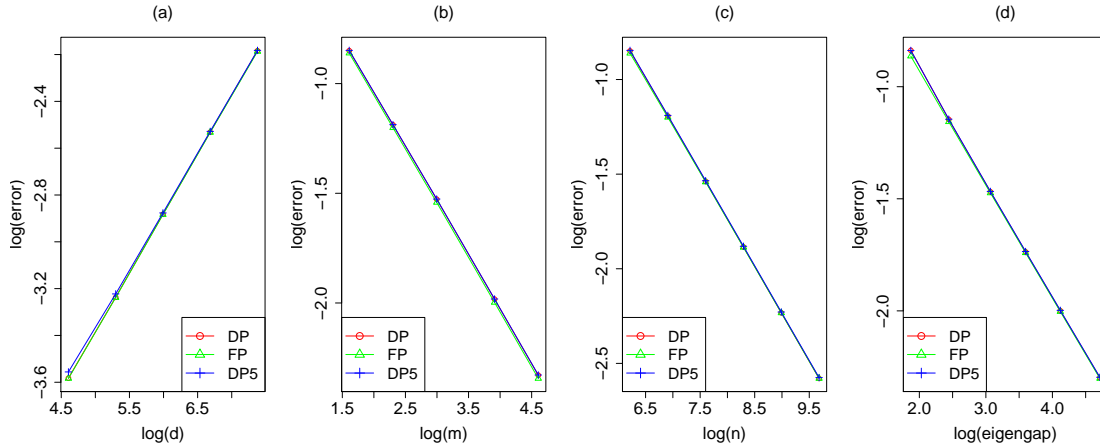 (a)
log(error)
−2.4
−2.8
−3.2
−3.6
4.5 5.5 6.5
log(d)
DP
FP
DP5
(b)
log(error)
−1.0
−1.5
−2.0
1.5 2.5 3.5 4.5
log(m)
DP
FP
DP5
(c)
log(error)
−1.0
−1.5
−2.0
−2.5
6.5 7.5 8.5 9.5
log(n)
DP
FP
DP5
(d)
log(error)
−1.0
−1.5
−2.0
2.0 3.0 4.0
log(eigengap)
DP
FP
DP5